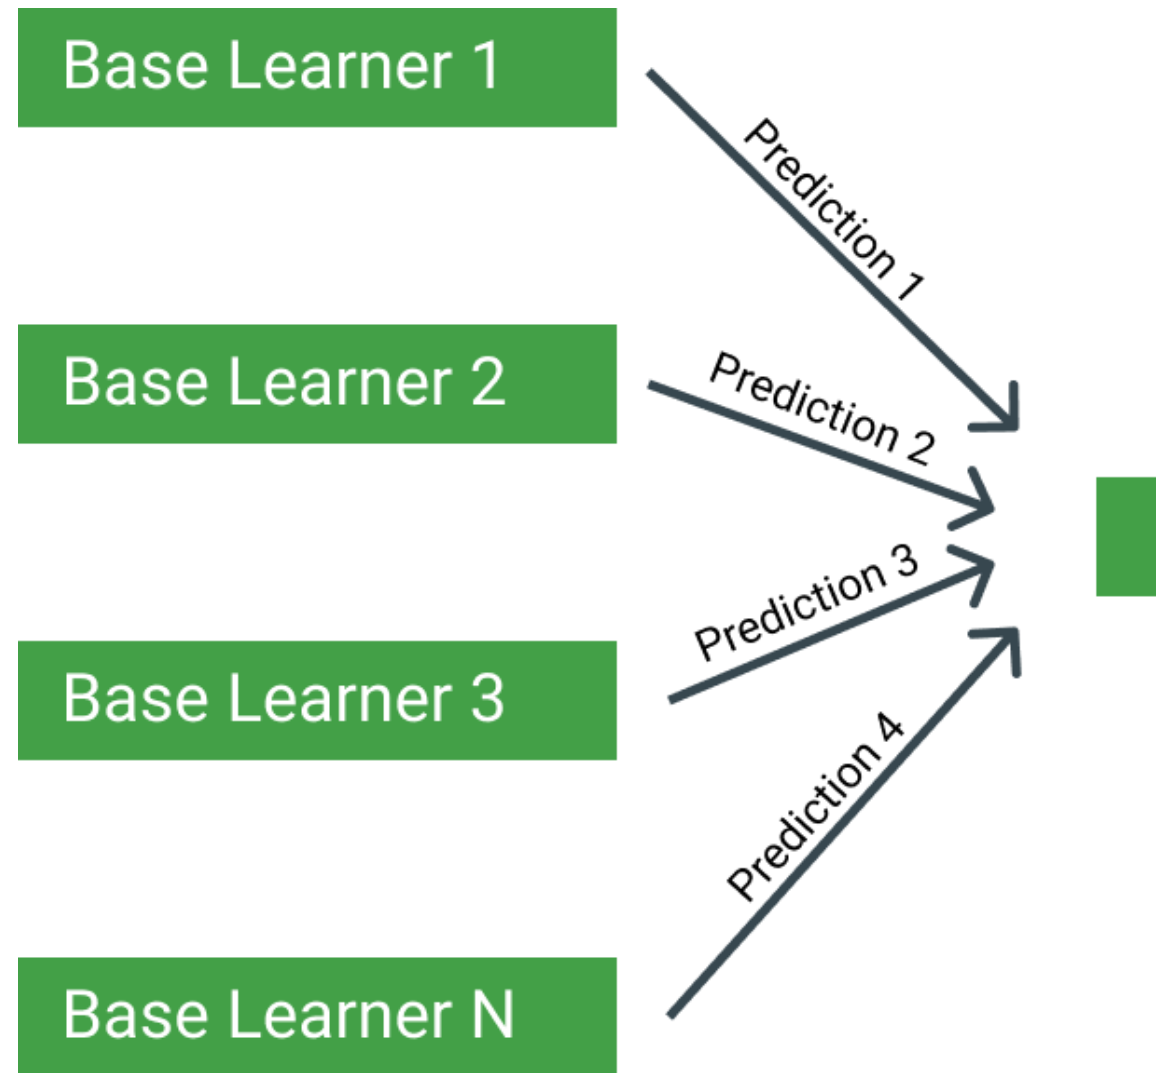 Base Learner 1
Prediction 1
Base Learner 2
Prediction 2
Base Learner 3
Prediction 3
Base Learner N
Prediction 4